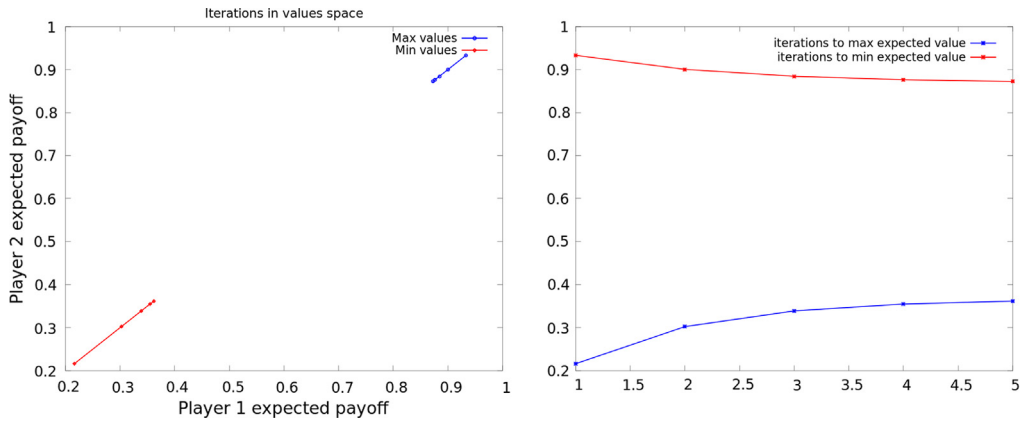 Iterations in values space
Max values
Min values
1
0.9
0.8
0.7
0.6
0.5
0.4
0.3
0.2
Player 2 expected payoff
0.2 0.3 0.4 0.5 0.6 0.7 0.8 0.9 1
Player 1 expected payoff
iterations to max expected value
iterations to min expected value
1
0.9
0.8
0.7
0.6
0.5
0.4
0.3
0.2
1 1.5 2 2.5 3 3.5 4 4.5 5